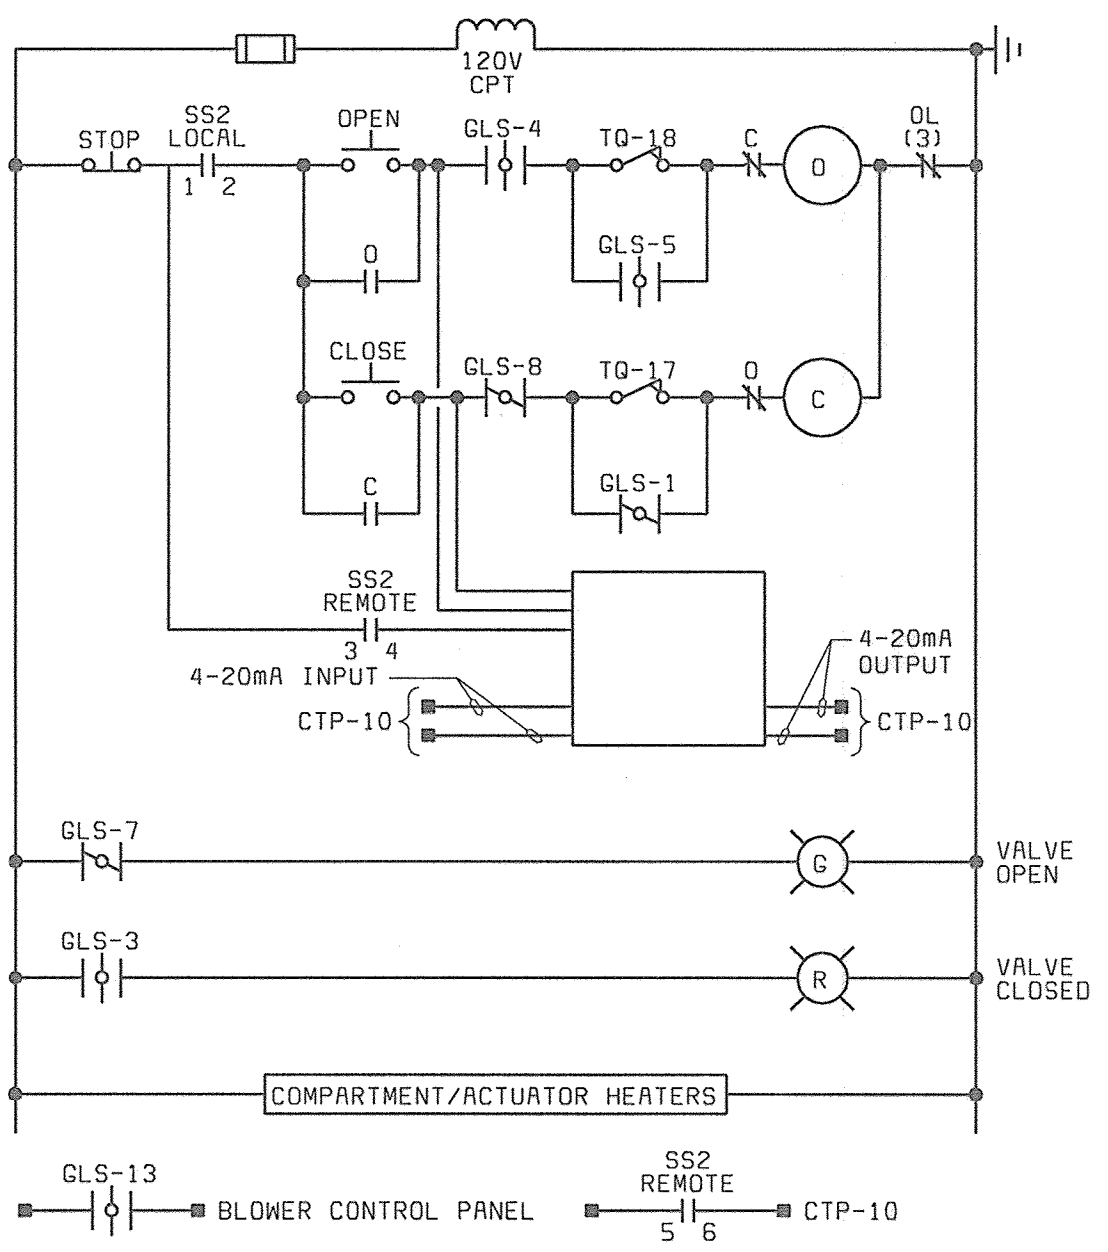 120V
CPT
SS2
LOCAL
STOP
OPEN
GLS-4
TQ-18
C
OL
(3)
O
1 2
O
GLS-5
CLOSE
GLS-8
TQ-17
O
C
C
GLS-1
SS2
REMOTE
3 4
4-20mA INPUT
4-20mA
OUTPUT
CTP-10
CTP-10
GLS-7
G
VALVE
OPEN
GLS-3
R
VALVE
CLOSED
COMPARTMENT/ACTUATOR HEATERS
GLS-13
BLOWER CONTROL PANEL
SS2
REMOTE
5 6
CTP-10